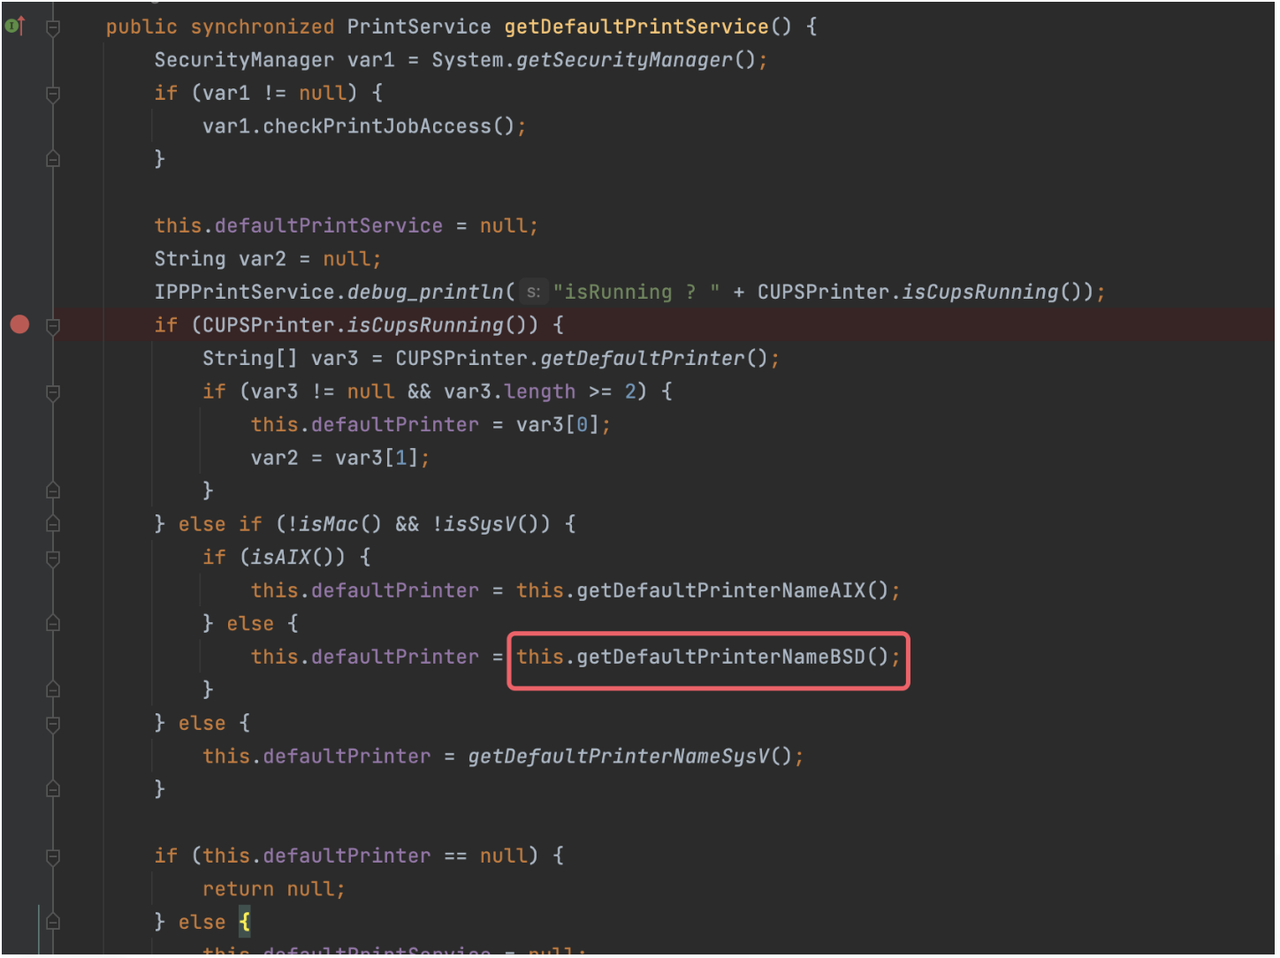 public synchronized PrintService getDefaultPrintService() {
SecurityManager var1 = System.getSecurityManager();
if (var1 != null) {
var1.checkPrintJobAccess();
}
this.defaultPrintService = null;
String var2 = null;
IPPPrintService.debug_println( s: "isRunning ? " + CUPSPrinter.isCupsRunning());
if (CUPSPrinter.isCupsRunning()) {
String[] var3 = CUPSPrinter.getDefaultPrinter();
if (var3 != null && var3.length >= 2) {
this.defaultPrinter = var3[0];
var2 = var3[1];
}
} else if (!isMac() && !isSysV()) {
if (isAIX()) {
this.defaultPrinter = this.getDefaultPrinterNameAIX();
} else {
this.defaultPrinter = this.getDefaultPrinterNameBSD();
}
} else {
this.defaultPrinter = getDefaultPrinterNameSysV();
}
if (this.defaultPrinter == null) {
return null;
} else {
this.defaultPrintService = null;